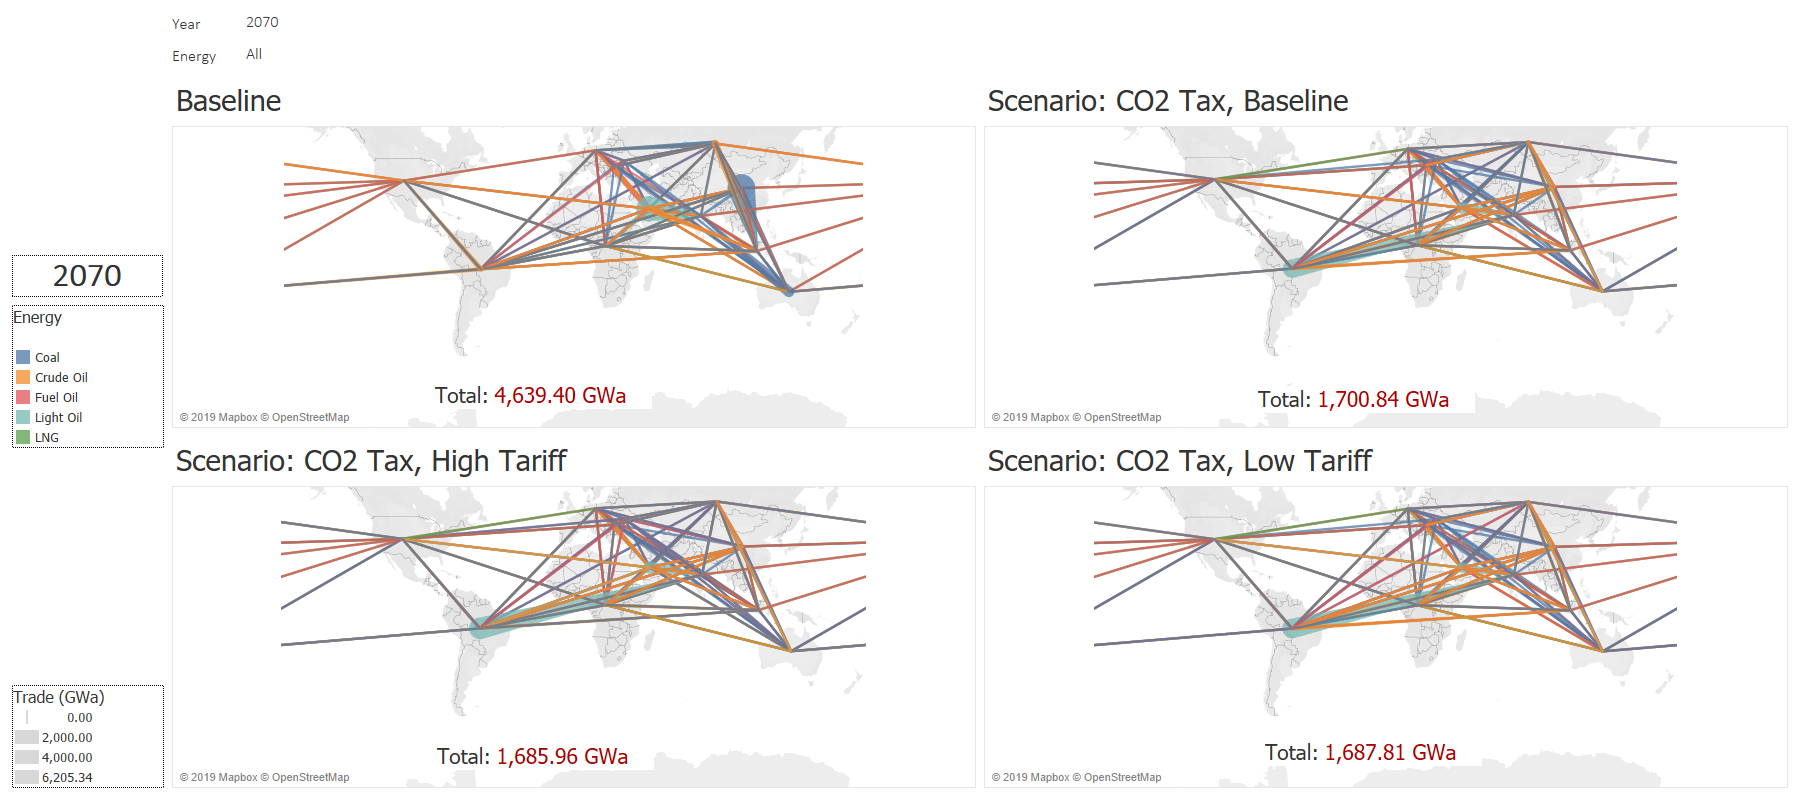 Year 2070
Energy All
Baseline
Total: 4,639.40 GWa
© 2019 Mapbox © OpenStreetMap
Scenario: CO2 Tax, Baseline
Total: 1,700.84 GWa
© 2019 Mapbox © OpenStreetMap
2070
Energy
Coal
Crude Oil
Fuel Oil
Light Oil
LNG
Scenario: CO2 Tax, High Tariff
Total: 1,685.96 GWa
© 2019 Mapbox © OpenStreetMap
Scenario: CO2 Tax, Low Tariff
Total: 1,687.81 GWa
© 2019 Mapbox © OpenStreetMap
Trade (GWa)
0.00
2,000.00
4,000.00
6,205.34